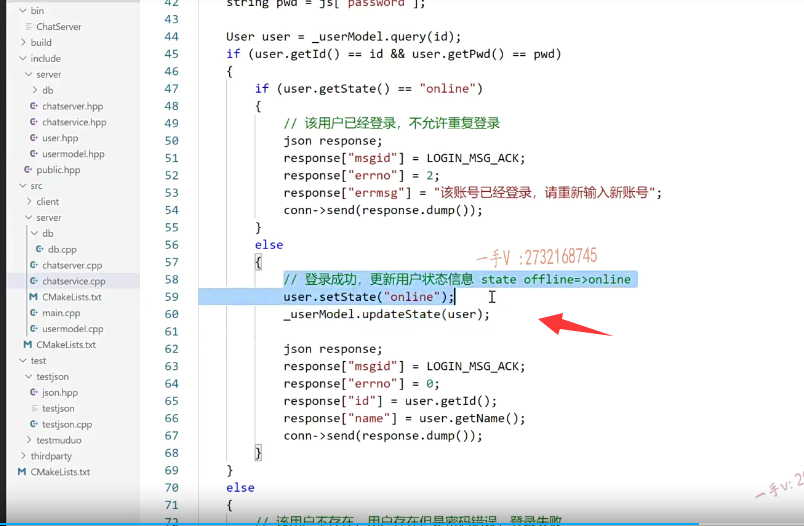 bin
ChatServer
build
include
server
db
chatserver.hpp
chatservice.hpp
user.hpp
usermodel.hpp
public.hpp
src
client
server
db
db.cpp
chatserver.cpp
chatservice.cpp
CMakeLists.txt
main.cpp
usermodel.cpp
CMakeLists.txt
test
testjson
json.hpp
testjson
testjson.cpp
testmuduo
thirdparty
CMakeLists.txt
42 string pwd = js["password"];
43
44 User user = _userModel.query(id);
45 if (user.getId() == id && user.getPwd() == pwd)
46 {
47 if (user.getState() == "online")
48 {
49 // 该用户已经登录，不允许重复登录
50 json response;
51 response["msgid"] = LOGIN_MSG_ACK;
52 response["errno"] = 2;
53 response["errmsg"] = "该账号已经登录，请重新输入新账号";
54 conn->send(response.dump());
55 }
56 else
57 {
58 // 登录成功，更新用户状态信息 state offline=>online
59 user.setState("online");
60 _userModel.updateState(user);
61
62 json response;
63 response["msgid"] = LOGIN_MSG_ACK;
64 response["errno"] = 0;
65 response["id"] = user.getId();
66 response["name"] = user.getName();
67 conn->send(response.dump());
68 }
69 }
70 else
71 {
72 // 该用户不存在，用户存在但是密码错误，登录失败
一手V :2732168745
一手V: 2